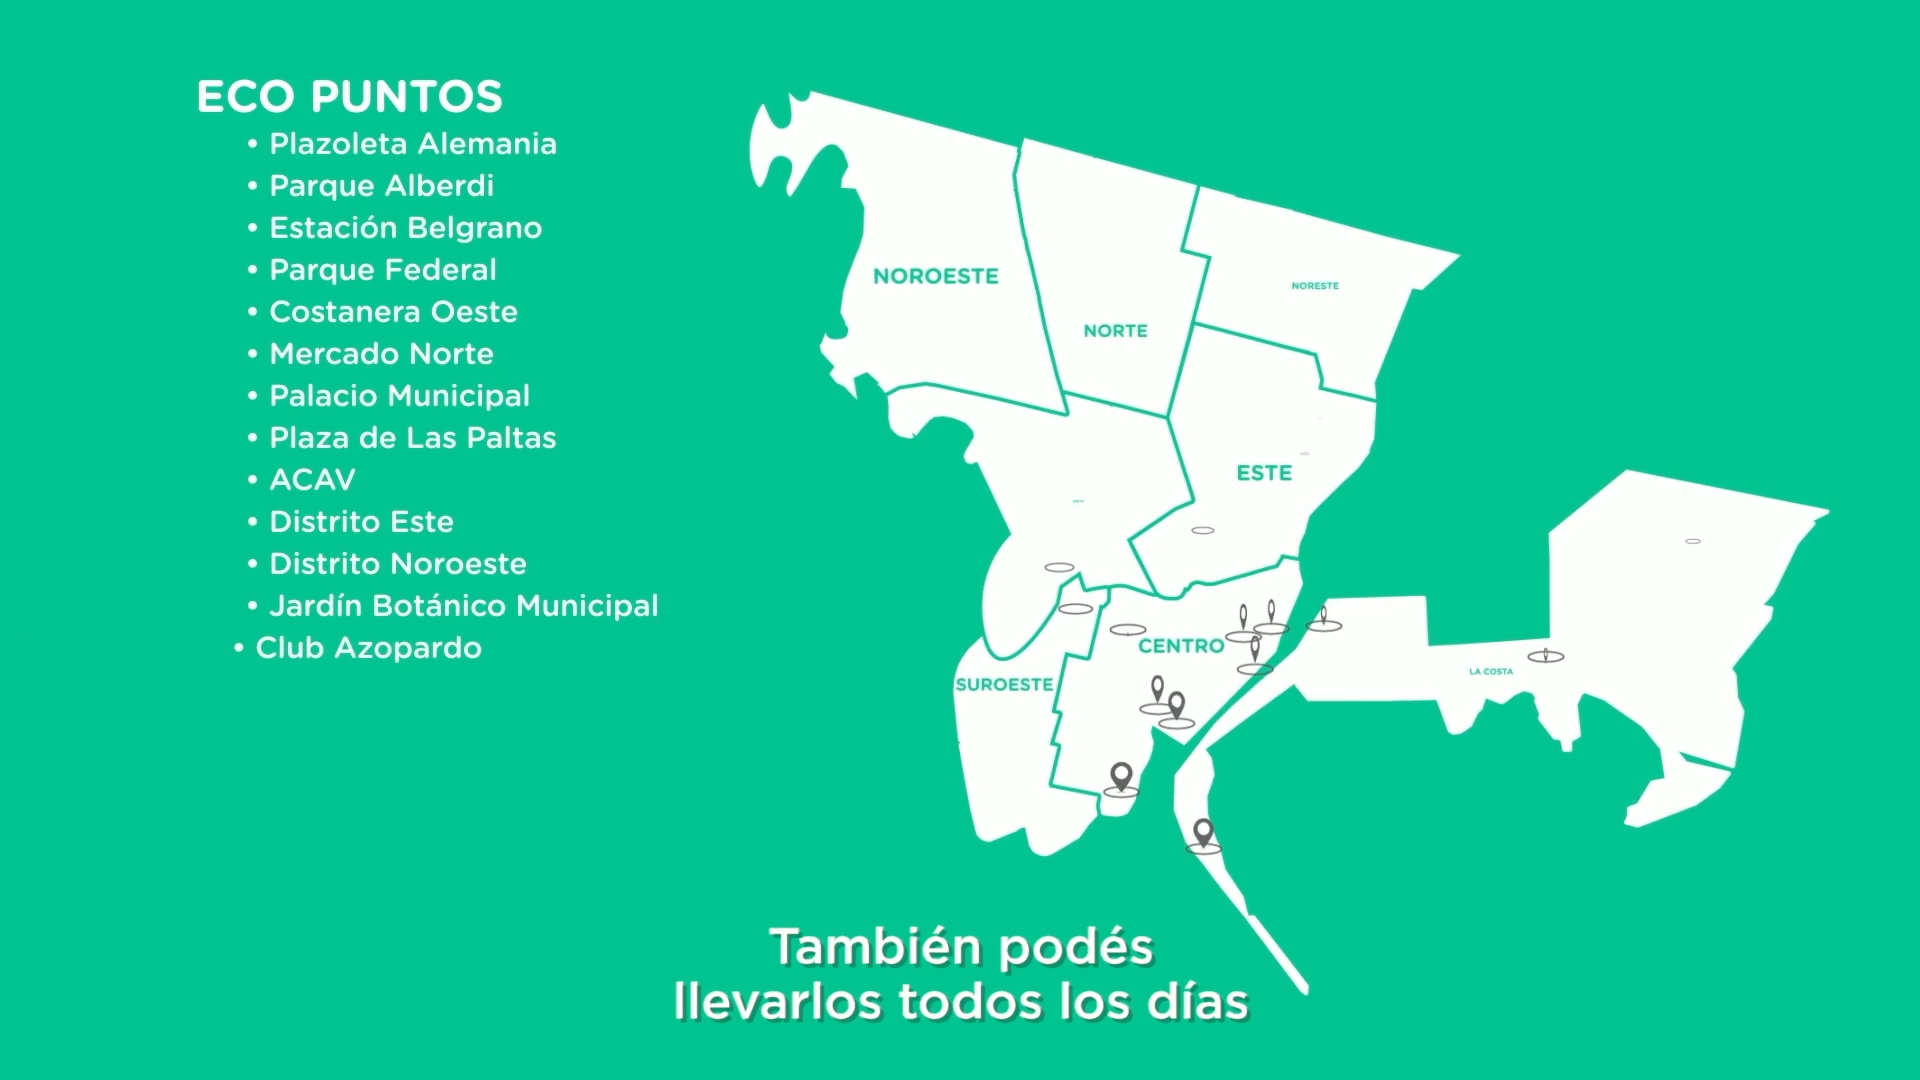 ECO PUNTOS
• Plazoleta Alemania
• Parque Alberdi
• Estación Belgrano
• Parque Federal
• Costanera Oeste
• Mercado Norte
• Palacio Municipal
• Plaza de Las Paltas
• ACAV
• Distrito Este
• Distrito Noroeste
• Jardín Botánico Municipal
• Club Azopardo
NOROESTE
NORTE
NORESTE
ESTE
CENTRO
SUROESTE
LA COSTA
También podés
llevarlos todos los días